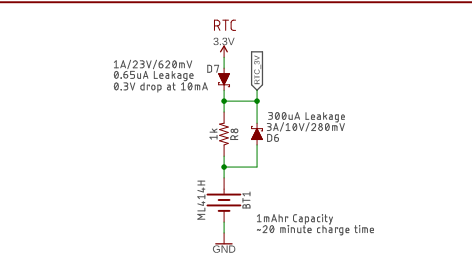 RTC
3.3V
1A/23V/620mV
0.65uA Leakage
0.3V drop at 10mA
D7
RTC_3V
300uA Leakage
3A/10V/280mV
D6
1k
R8
ML414H
BT1
1mAhr Capacity
~20 minute charge time
GND